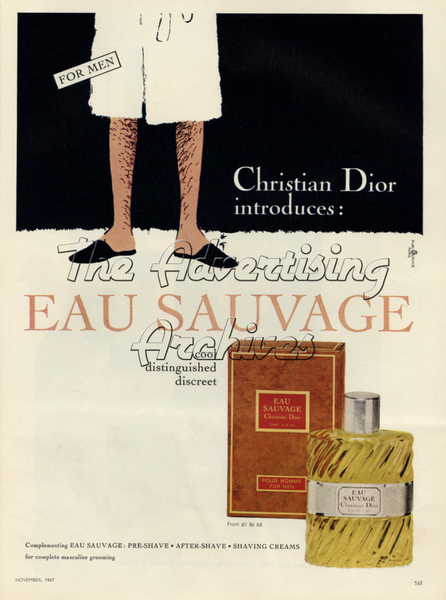 FOR MEN
Christian Dior
introduces:
The Advertising
Archives
EAU SAUVAGE
cool
distinguished
discreet
EAU
SAUVAGE
Christian Dior
POUR HOMME
FOR MEN
EAU
SAUVAGE
Christian Dior
From £1 8s 0d
Complementing EAU SAUVAGE: PRE-SHAVE • AFTER-SHAVE • SHAVING CREAMS
for complete masculine grooming
NOVEMBER, 1967
161